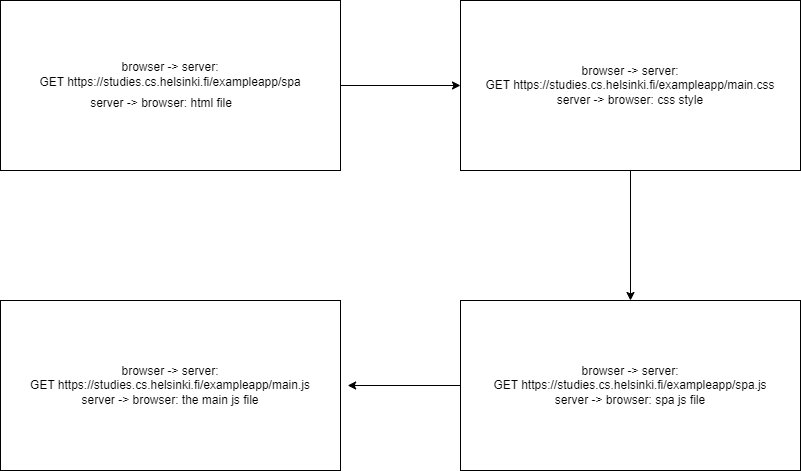 browser -> server:
GET https://studies.cs.helsinki.fi/exampleapp/spa
server -> browser: html file
browser -> server:
GET https://studies.cs.helsinki.fi/exampleapp/main.css
server -> browser: css style
browser -> server:
GET https://studies.cs.helsinki.fi/exampleapp/main.js
server -> browser: the main js file
browser -> server:
GET https://studies.cs.helsinki.fi/exampleapp/spa.js
server -> browser: spa js file